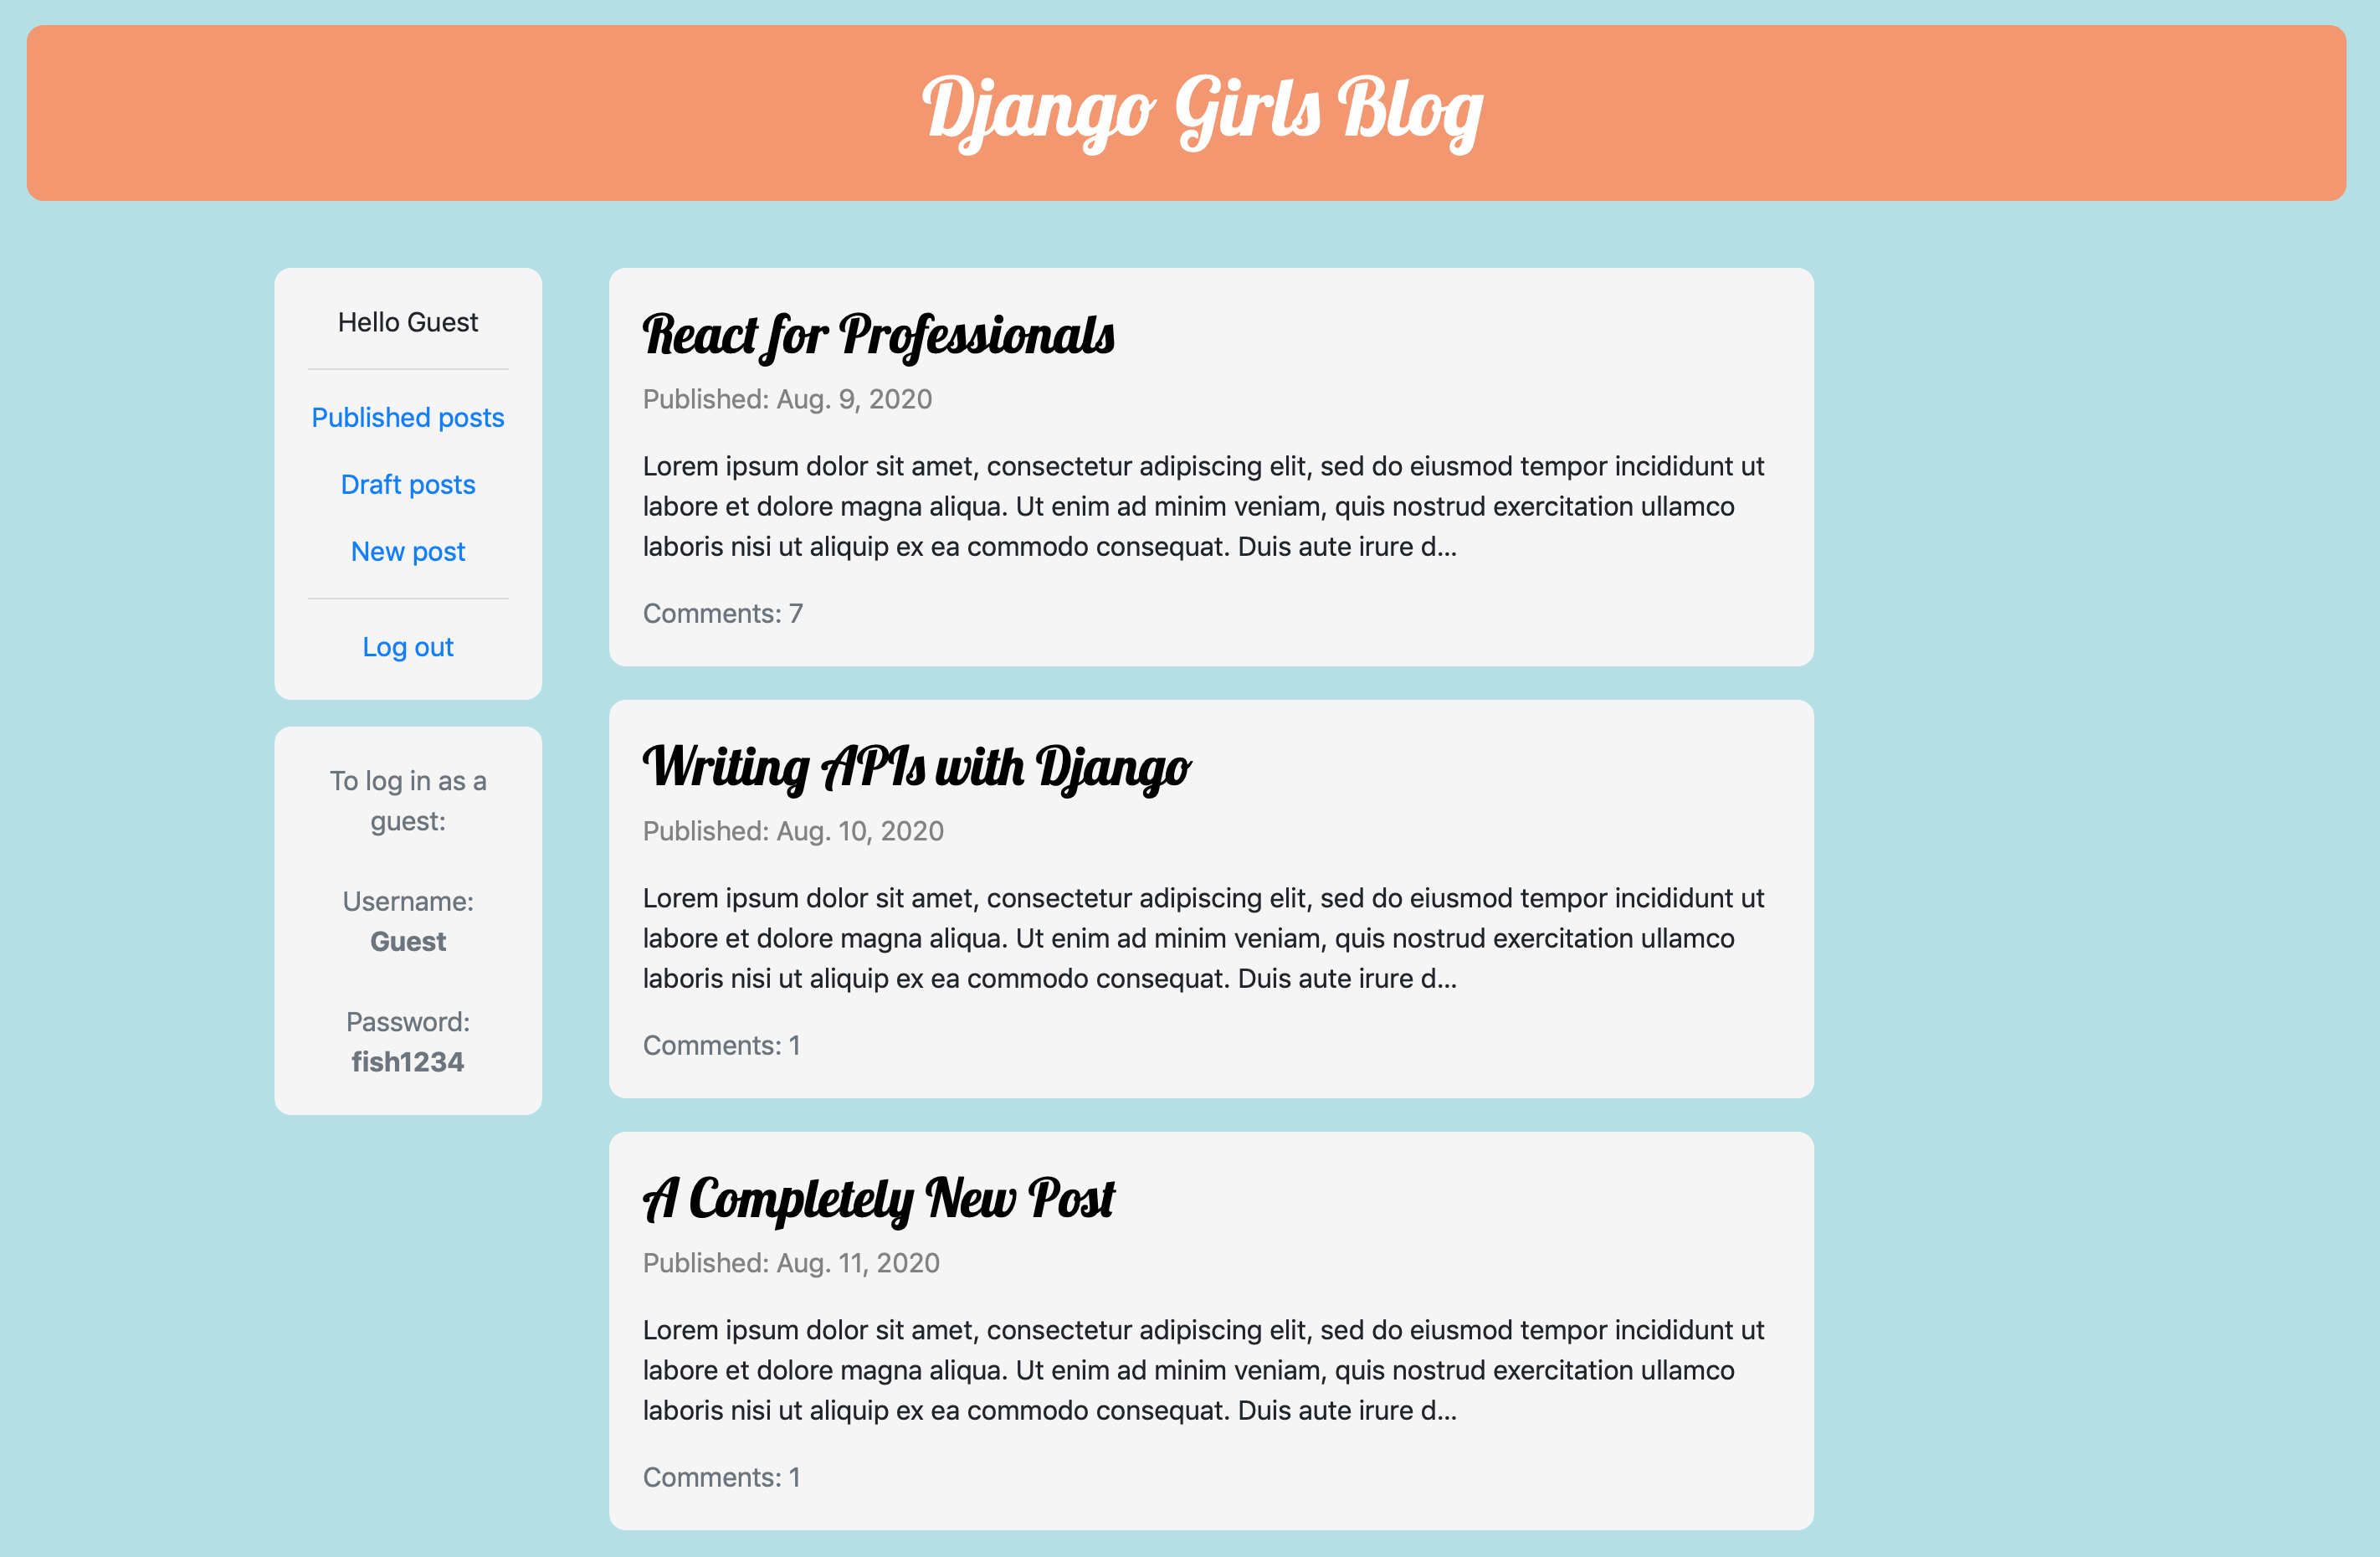 Django Girls Blog
Hello Guest
Published posts
Draft posts
New post
Log out
To log in as a
guest:
Username:
Guest
Password:
fish1234
React for Professionals
Published: Aug. 9, 2020
Lorem ipsum dolor sit amet, consectetur adipiscing elit, sed do eiusmod tempor incididunt ut
labore et dolore magna aliqua. Ut enim ad minim veniam, quis nostrud exercitation ullamco
laboris nisi ut aliquip ex ea commodo consequat. Duis aute irure d...
Comments: 7
Writing APIs with Django
Published: Aug. 10, 2020
Lorem ipsum dolor sit amet, consectetur adipiscing elit, sed do eiusmod tempor incididunt ut
labore et dolore magna aliqua. Ut enim ad minim veniam, quis nostrud exercitation ullamco
laboris nisi ut aliquip ex ea commodo consequat. Duis aute irure d...
Comments: 1
A Completely New Post
Published: Aug. 11, 2020
Lorem ipsum dolor sit amet, consectetur adipiscing elit, sed do eiusmod tempor incididunt ut
labore et dolore magna aliqua. Ut enim ad minim veniam, quis nostrud exercitation ullamco
laboris nisi ut aliquip ex ea commodo consequat. Duis aute irure d...
Comments: 1